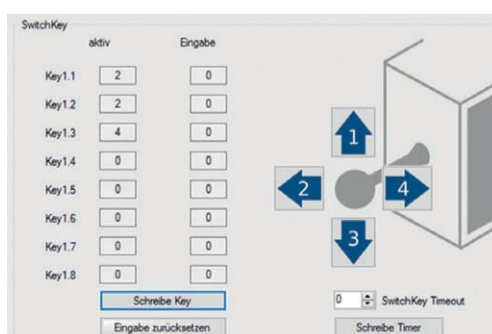 SwitchKey
aktiv Eingabe
Key1.1 2 0
Key1.2 2 0
Key1.3 4 0
Key1.4 0 0
Key1.5 0 0
Key1.6 0 0
Key1.7 0 0
Key1.8 0 0
1
2 4
3
Schreibe Key
0 SwitchKey Timeout
Eingabe zurücksetzen
Schreibe Timer